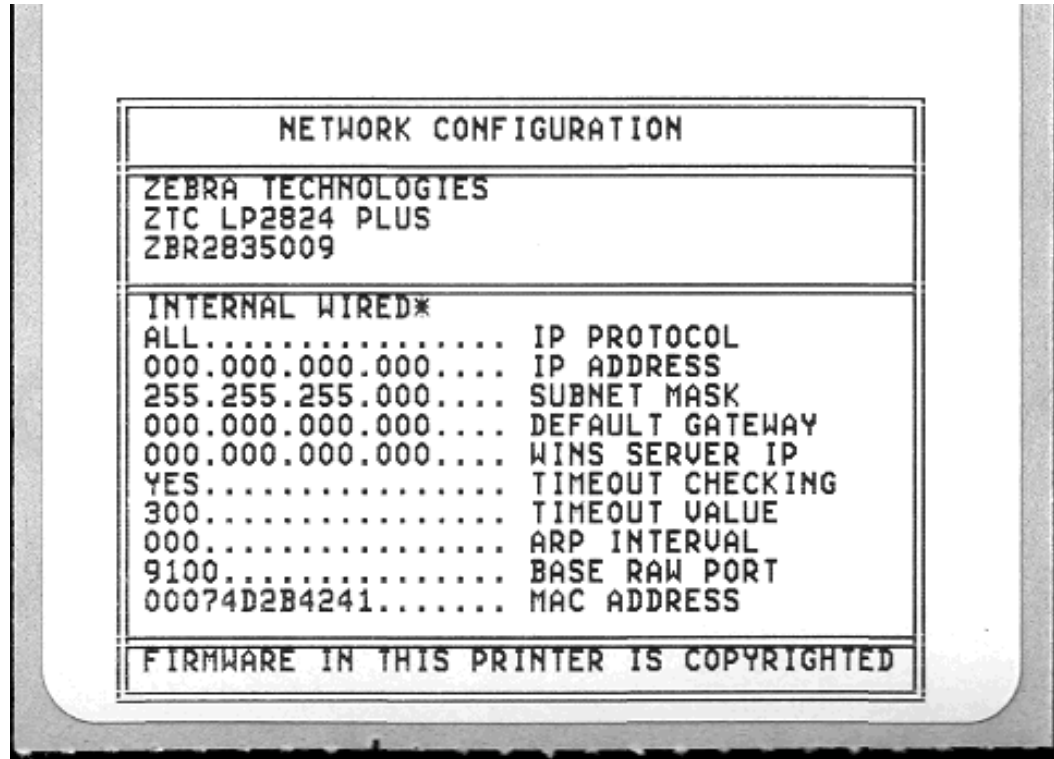 NETWORK CONFIGURATION
ZEBRA TECHNOLOGIES
ZTC LP2824 PLUS
ZBR2835009
INTERNAL WIRED*
ALL................ IP PROTOCOL
000.000.000.000.... IP ADDRESS
255.255.255.000.... SUBNET MASK
000.000.000.000.... DEFAULT GATEWAY
000.000.000.000.... WINS SERVER IP
YES................ TIMEOUT CHECKING
300................ TIMEOUT VALUE
000................ ARP INTERVAL
9100............... BASE RAW PORT
00074D2B4241....... MAC ADDRESS
FIRMWARE IN THIS PRINTER IS COPYRIGHTED